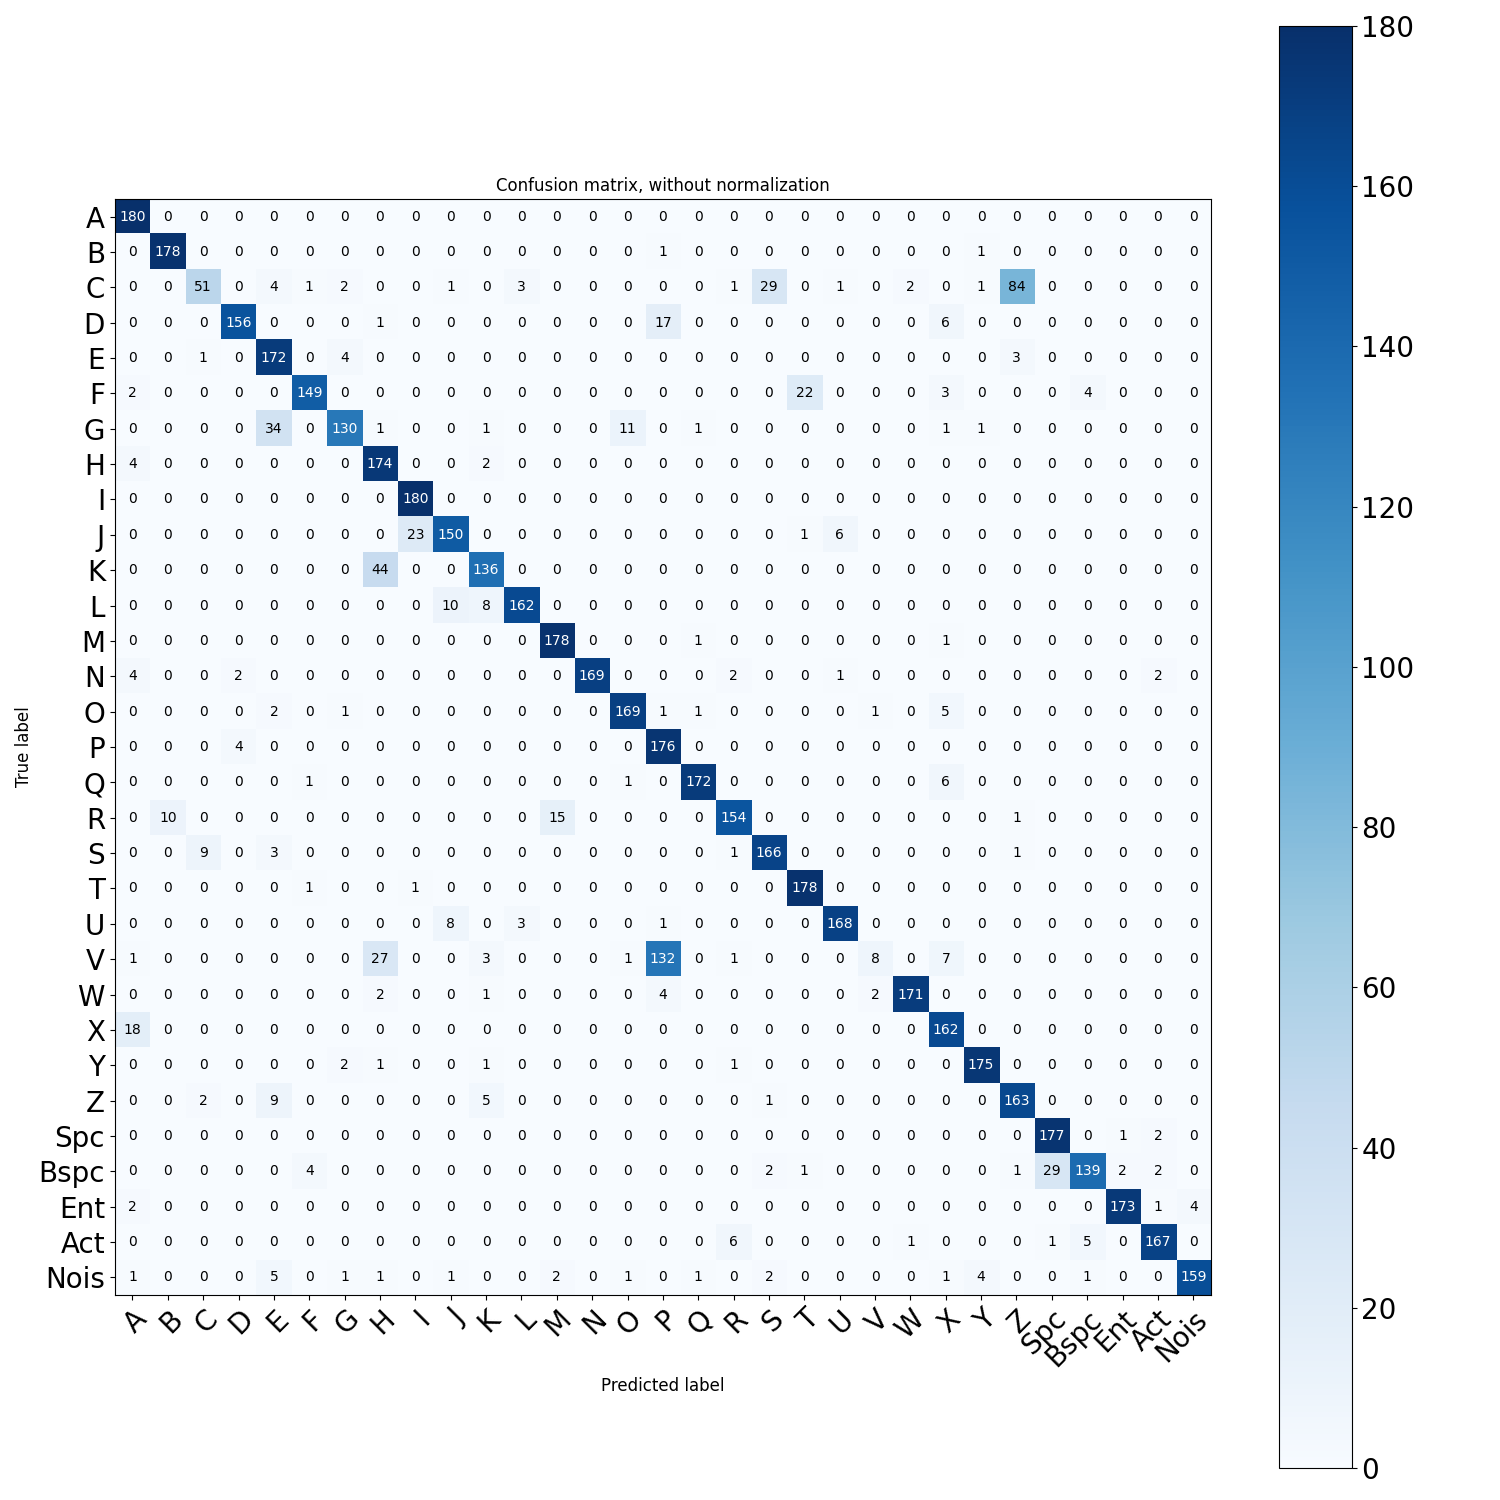 Confusion matrix, without normalization
A 180 0 0 0 0 0 0 0 0 0 0 0 0 0 0 0 0 0 0 0 0 0 0 0 0 0 0 0 0 0 0
B 0 178 0 0 0 0 0 0 0 0 0 0 0 0 0 1 0 0 0 0 0 0 0 0 1 0 0 0 0 0 0
C 0 0 51 0 4 1 2 0 0 1 0 3 0 0 0 0 0 1 29 0 1 0 2 0 1 84 0 0 0 0 0
D 0 0 0 156 0 0 0 1 0 0 0 0 0 0 0 17 0 0 0 0 0 0 0 6 0 0 0 0 0 0 0
E 0 0 1 0 172 0 4 0 0 0 0 0 0 0 0 0 0 0 0 0 0 0 0 0 0 3 0 0 0 0 0
F 2 0 0 0 0 149 0 0 0 0 0 0 0 0 0 0 0 0 0 22 0 0 0 3 0 0 0 4 0 0 0
G 0 0 0 0 34 0 130 1 0 0 1 0 0 0 11 0 1 0 0 0 0 0 0 1 1 0 0 0 0 0 0
H 4 0 0 0 0 0 0 174 0 0 2 0 0 0 0 0 0 0 0 0 0 0 0 0 0 0 0 0 0 0 0
I 0 0 0 0 0 0 0 0 180 0 0 0 0 0 0 0 0 0 0 0 0 0 0 0 0 0 0 0 0 0 0
J 0 0 0 0 0 0 0 0 23 150 0 0 0 0 0 0 0 0 0 1 6 0 0 0 0 0 0 0 0 0 0
K 0 0 0 0 0 0 0 44 0 0 136 0 0 0 0 0 0 0 0 0 0 0 0 0 0 0 0 0 0 0 0
L 0 0 0 0 0 0 0 0 0 10 8 162 0 0 0 0 0 0 0 0 0 0 0 0 0 0 0 0 0 0 0
M 0 0 0 0 0 0 0 0 0 0 0 0 178 0 0 0 1 0 0 0 0 0 0 1 0 0 0 0 0 0 0
N 4 0 0 2 0 0 0 0 0 0 0 0 0 169 0 0 0 2 0 0 1 0 0 0 0 0 0 0 0 2 0
O 0 0 0 0 2 0 1 0 0 0 0 0 0 0 169 1 1 0 0 0 0 1 0 5 0 0 0 0 0 0 0
P 0 0 0 4 0 0 0 0 0 0 0 0 0 0 0 176 0 0 0 0 0 0 0 0 0 0 0 0 0 0 0
Q 0 0 0 0 0 1 0 0 0 0 0 0 0 0 1 0 172 0 0 0 0 0 0 6 0 0 0 0 0 0 0
R 0 10 0 0 0 0 0 0 0 0 0 0 15 0 0 0 0 154 0 0 0 0 0 0 0 1 0 0 0 0 0
S 0 0 9 0 3 0 0 0 0 0 0 0 0 0 0 0 0 1 166 0 0 0 0 0 0 1 0 0 0 0 0
T 0 0 0 0 0 1 0 0 1 0 0 0 0 0 0 0 0 0 0 178 0 0 0 0 0 0 0 0 0 0 0
U 0 0 0 0 0 0 0 0 0 8 0 3 0 0 0 1 0 0 0 0 168 0 0 0 0 0 0 0 0 0 0
V 1 0 0 0 0 0 0 27 0 0 3 0 0 0 1 132 0 1 0 0 0 8 0 7 0 0 0 0 0 0 0
W 0 0 0 0 0 0 0 2 0 0 1 0 0 0 0 4 0 0 0 0 0 2 171 0 0 0 0 0 0 0 0
X 18 0 0 0 0 0 0 0 0 0 0 0 0 0 0 0 0 0 0 0 0 0 0 162 0 0 0 0 0 0 0
Y 0 0 0 0 0 0 2 1 0 0 1 0 0 0 0 0 0 1 0 0 0 0 0 0 175 0 0 0 0 0 0
Z 0 0 2 0 9 0 0 0 0 0 5 0 0 0 0 0 0 0 1 0 0 0 0 0 0 163 0 0 0 0 0
Spc 0 0 0 0 0 0 0 0 0 0 0 0 0 0 0 0 0 0 0 0 0 0 0 0 0 0 177 0 1 2 0
Bspc 0 0 0 0 0 4 0 0 0 0 0 0 0 0 0 0 0 0 2 1 0 0 0 0 0 1 29 139 2 2 0
Ent 2 0 0 0 0 0 0 0 0 0 0 0 0 0 0 0 0 0 0 0 0 0 0 0 0 0 0 0 173 1 4
Act 0 0 0 0 0 0 0 0 0 0 0 0 0 0 0 0 0 6 0 0 0 0 1 0 0 0 1 5 0 167 0
Nois 1 0 0 0 5 0 1 1 0 1 0 0 2 0 1 0 1 0 2 0 0 0 0 1 4 0 0 1 0 0 159
A B C D E F G H I J K L M N O P Q R S T U V W X Y Z Spc Bspc Ent Act Nois
Predicted label
True label
180
160
140
120
100
80
60
40
20
0